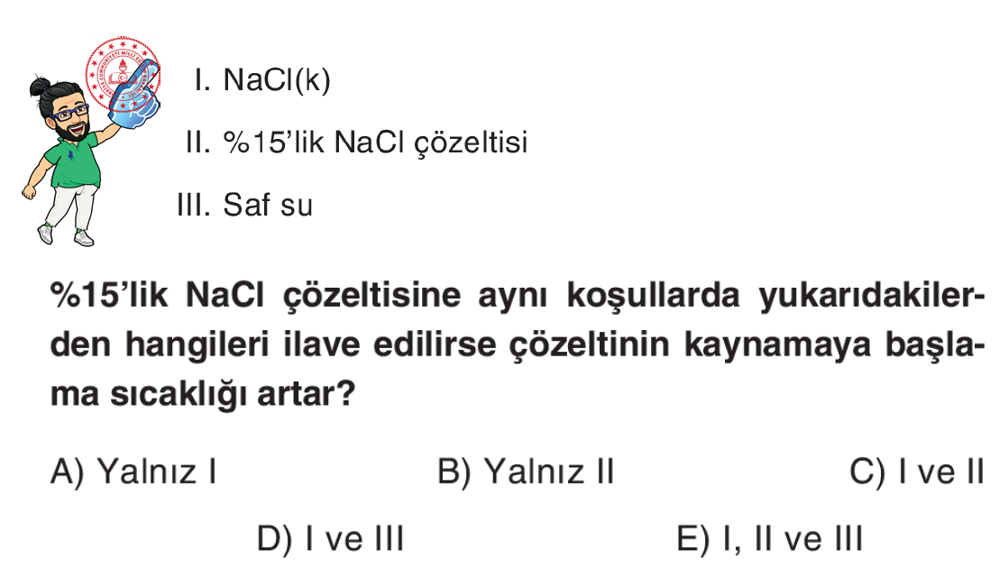 I. NaCl(k)
II. %15’lik NaCl çözeltisi
III. Saf su
%15’lik NaCl çözeltisine aynı koşullarda yukarıdakiler-
den hangileri ilave edilirse çözeltinin kaynamaya başla-
ma sıcaklığı artar?
A) Yalnız I B) Yalnız II C) I ve II
D) I ve III E) I, II ve III